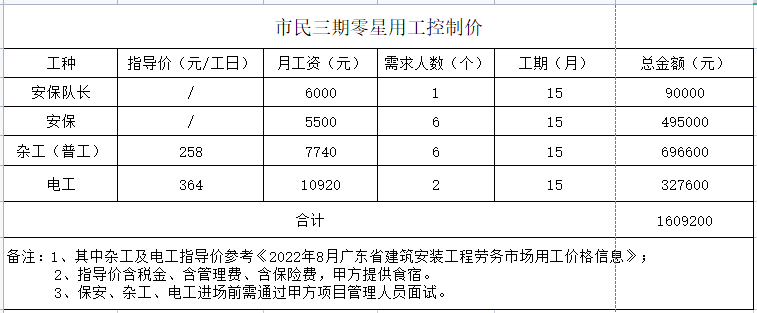 市民三期零星用工控制价
工种 指导价（元/工日） 月工资（元） 需求人数（个） 工期（月） 总金额（元）
安保队长 / 6000 1 15 90000
安保 / 5500 6 15 495000
杂工（普工） 258 7740 6 15 696600
电工 364 10920 2 15 327600
合计 1609200
备注：1、其中杂工及电工指导价参考《2022年8月广东省建筑安装工程劳务市场用工价格信息》；
2、指导价含税金、含管理费、含保险费，甲方提供食宿。
3、保安、杂工、电工进场前需通过甲方项目管理人员面试。